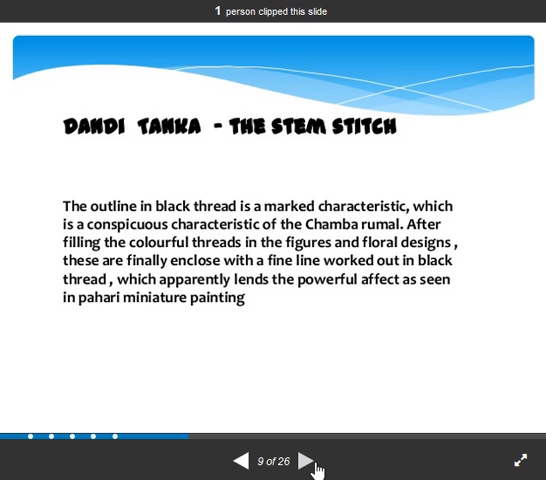 1 person clipped this slide
DANDI TANKA - THE STEM STITCH
The outline in black thread is a marked characteristic, which
is a conspicuous characteristic of the Chamba rumal. After
filling the colourful threads in the figures and floral designs ,
these are finally enclose with a fine line worked out in black
thread , which apparently lends the powerful affect as seen
in pahari miniature painting
9 of 26